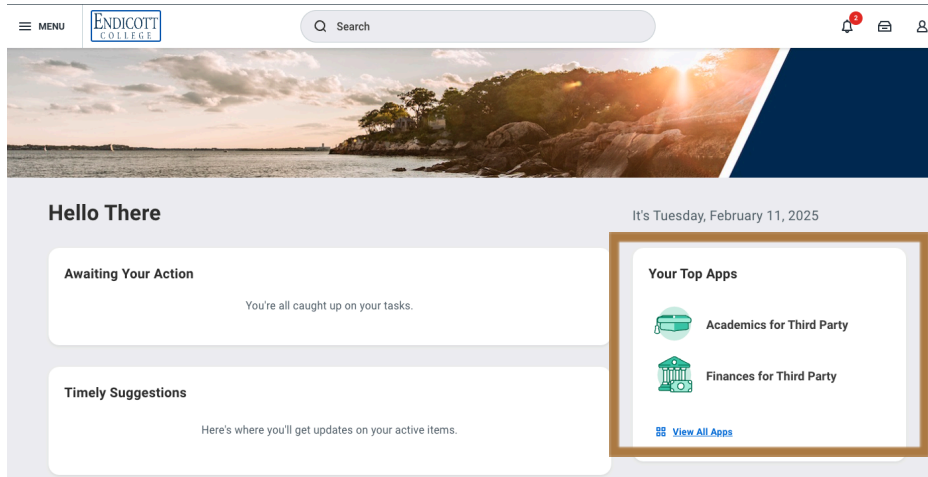 MENU
ENDICOTT
COLLEGE
Search
2
Hello There
It's Tuesday, February 11, 2025
Awaiting Your Action
You're all caught up on your tasks.
Your Top Apps
Academics for Third Party
Finances for Third Party
View All Apps
Timely Suggestions
Here's where you'll get updates on your active items.